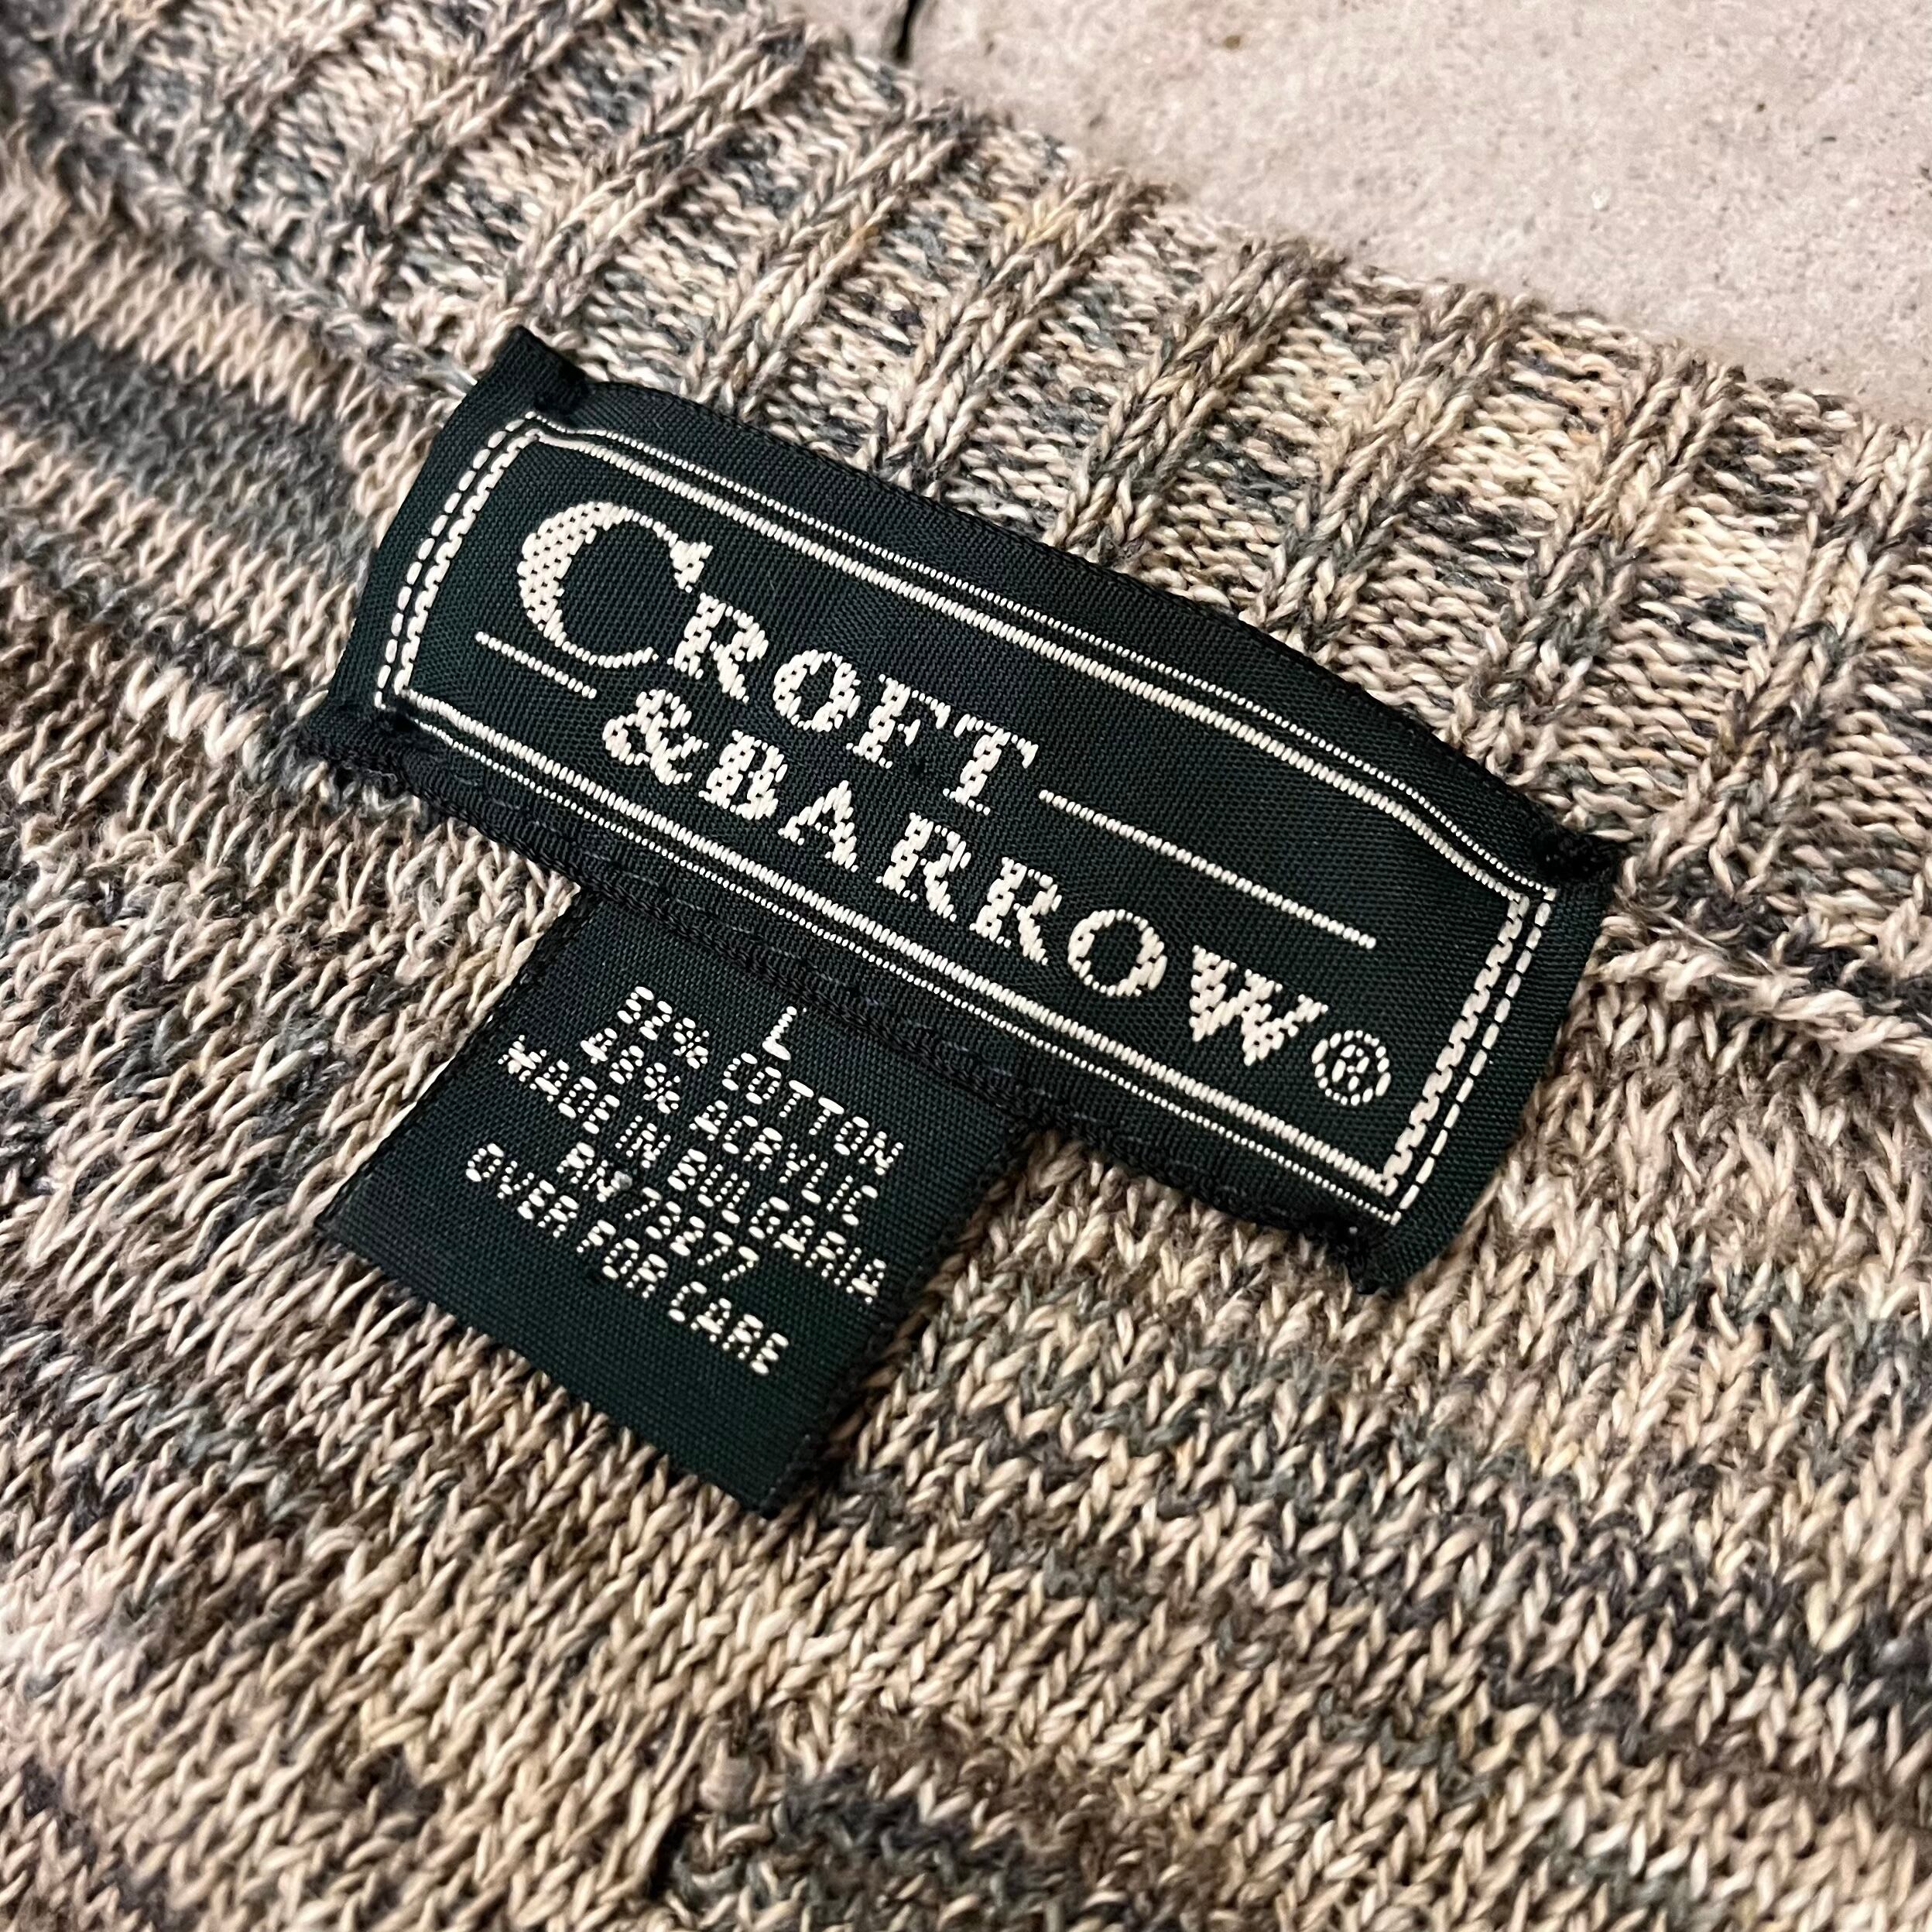 CROFT
&BARROW®
L
52% COTTON
48% ACRYLIC
MADE IN BULGARIA
RN 73277
OVER FOR CARE